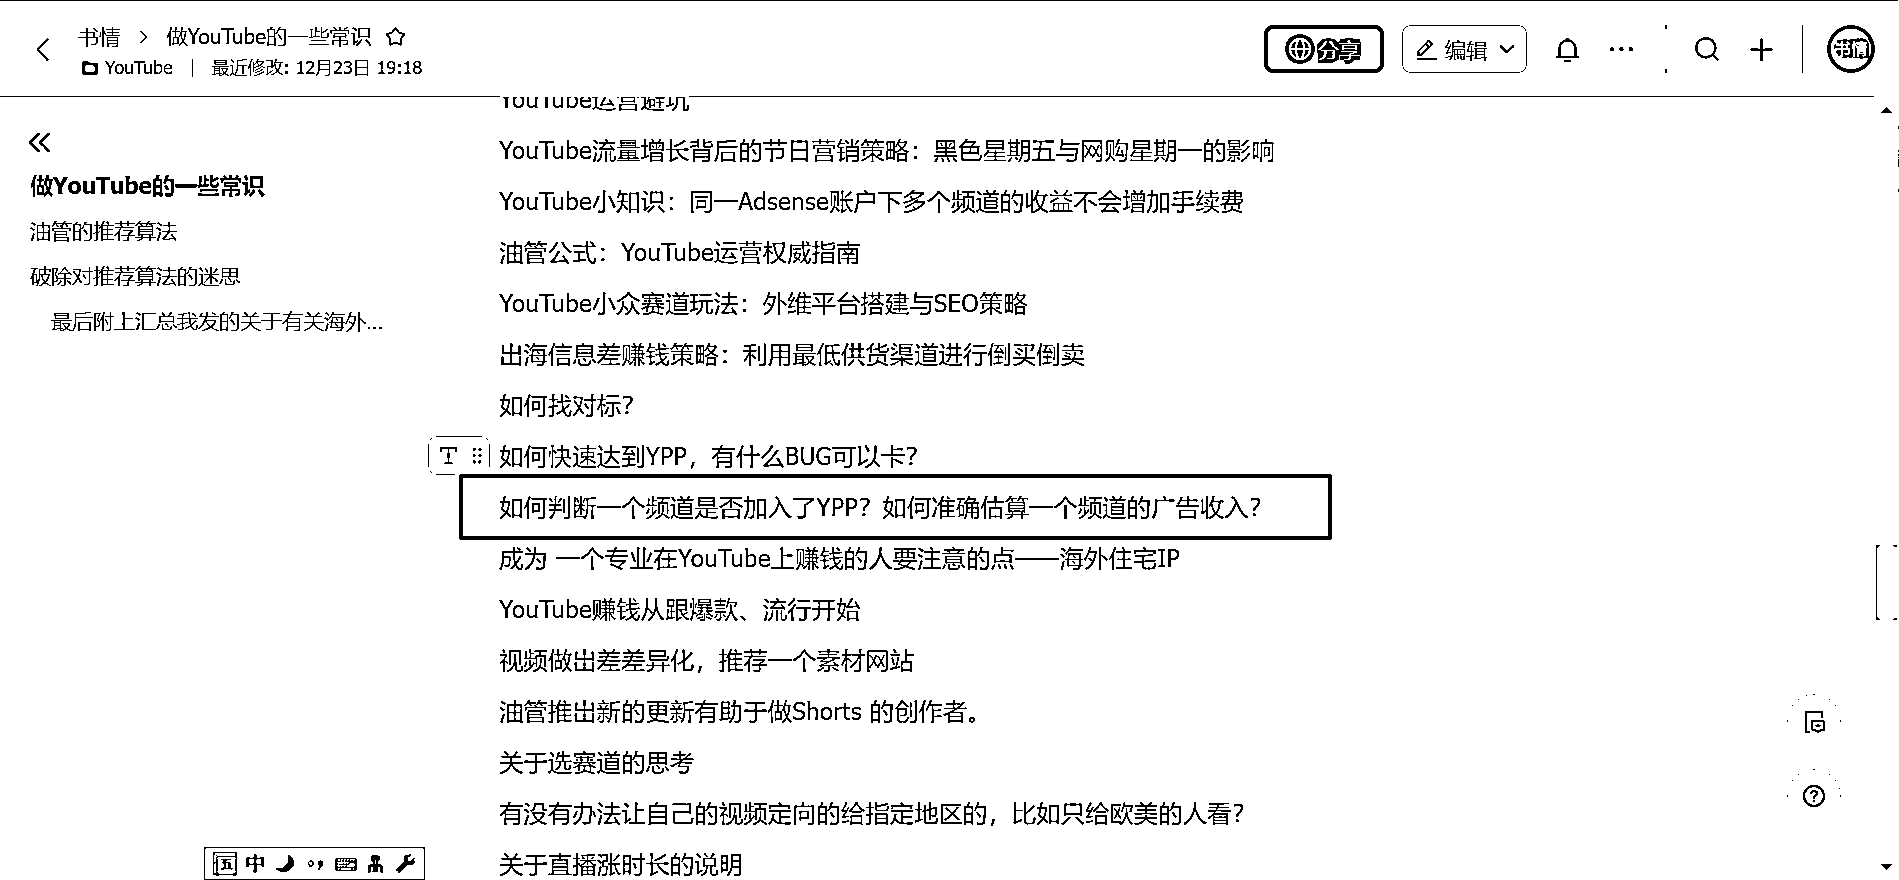 书情 > 做YouTube的一些常识
YouTube | 最近修改: 12月23日 19:18
分享
编辑
书情
做YouTube的一些常识
油管的推荐算法
破除对推荐算法的迷思
最后附上汇总我发的关于有关海外...
YouTube运营避坑
YouTube流量增长背后的节日营销策略：黑色星期五与网购星期一的影响
YouTube小知识：同一Adsense账户下多个频道的收益不会增加手续费
油管公式：YouTube运营权威指南
YouTube小众赛道玩法：外维平台搭建与SEO策略
出海信息差赚钱策略：利用最低供货渠道进行倒买倒卖
如何找对标？
如何快速达到YPP，有什么BUG可以卡？
如何判断一个频道是否加入了YPP？如何准确估算一个频道的广告收入？
成为 一个专业在YouTube上赚钱的人要注意的点——海外住宅IP
YouTube赚钱从跟爆款、流行开始
视频做出差差异化，推荐一个素材网站
油管推出新的更新有助于做Shorts 的创作者。
关于选赛道的思考
有没有办法让自己的视频定向的给指定地区的，比如只给欧美的人看？
关于直播涨时长的说明
五 中